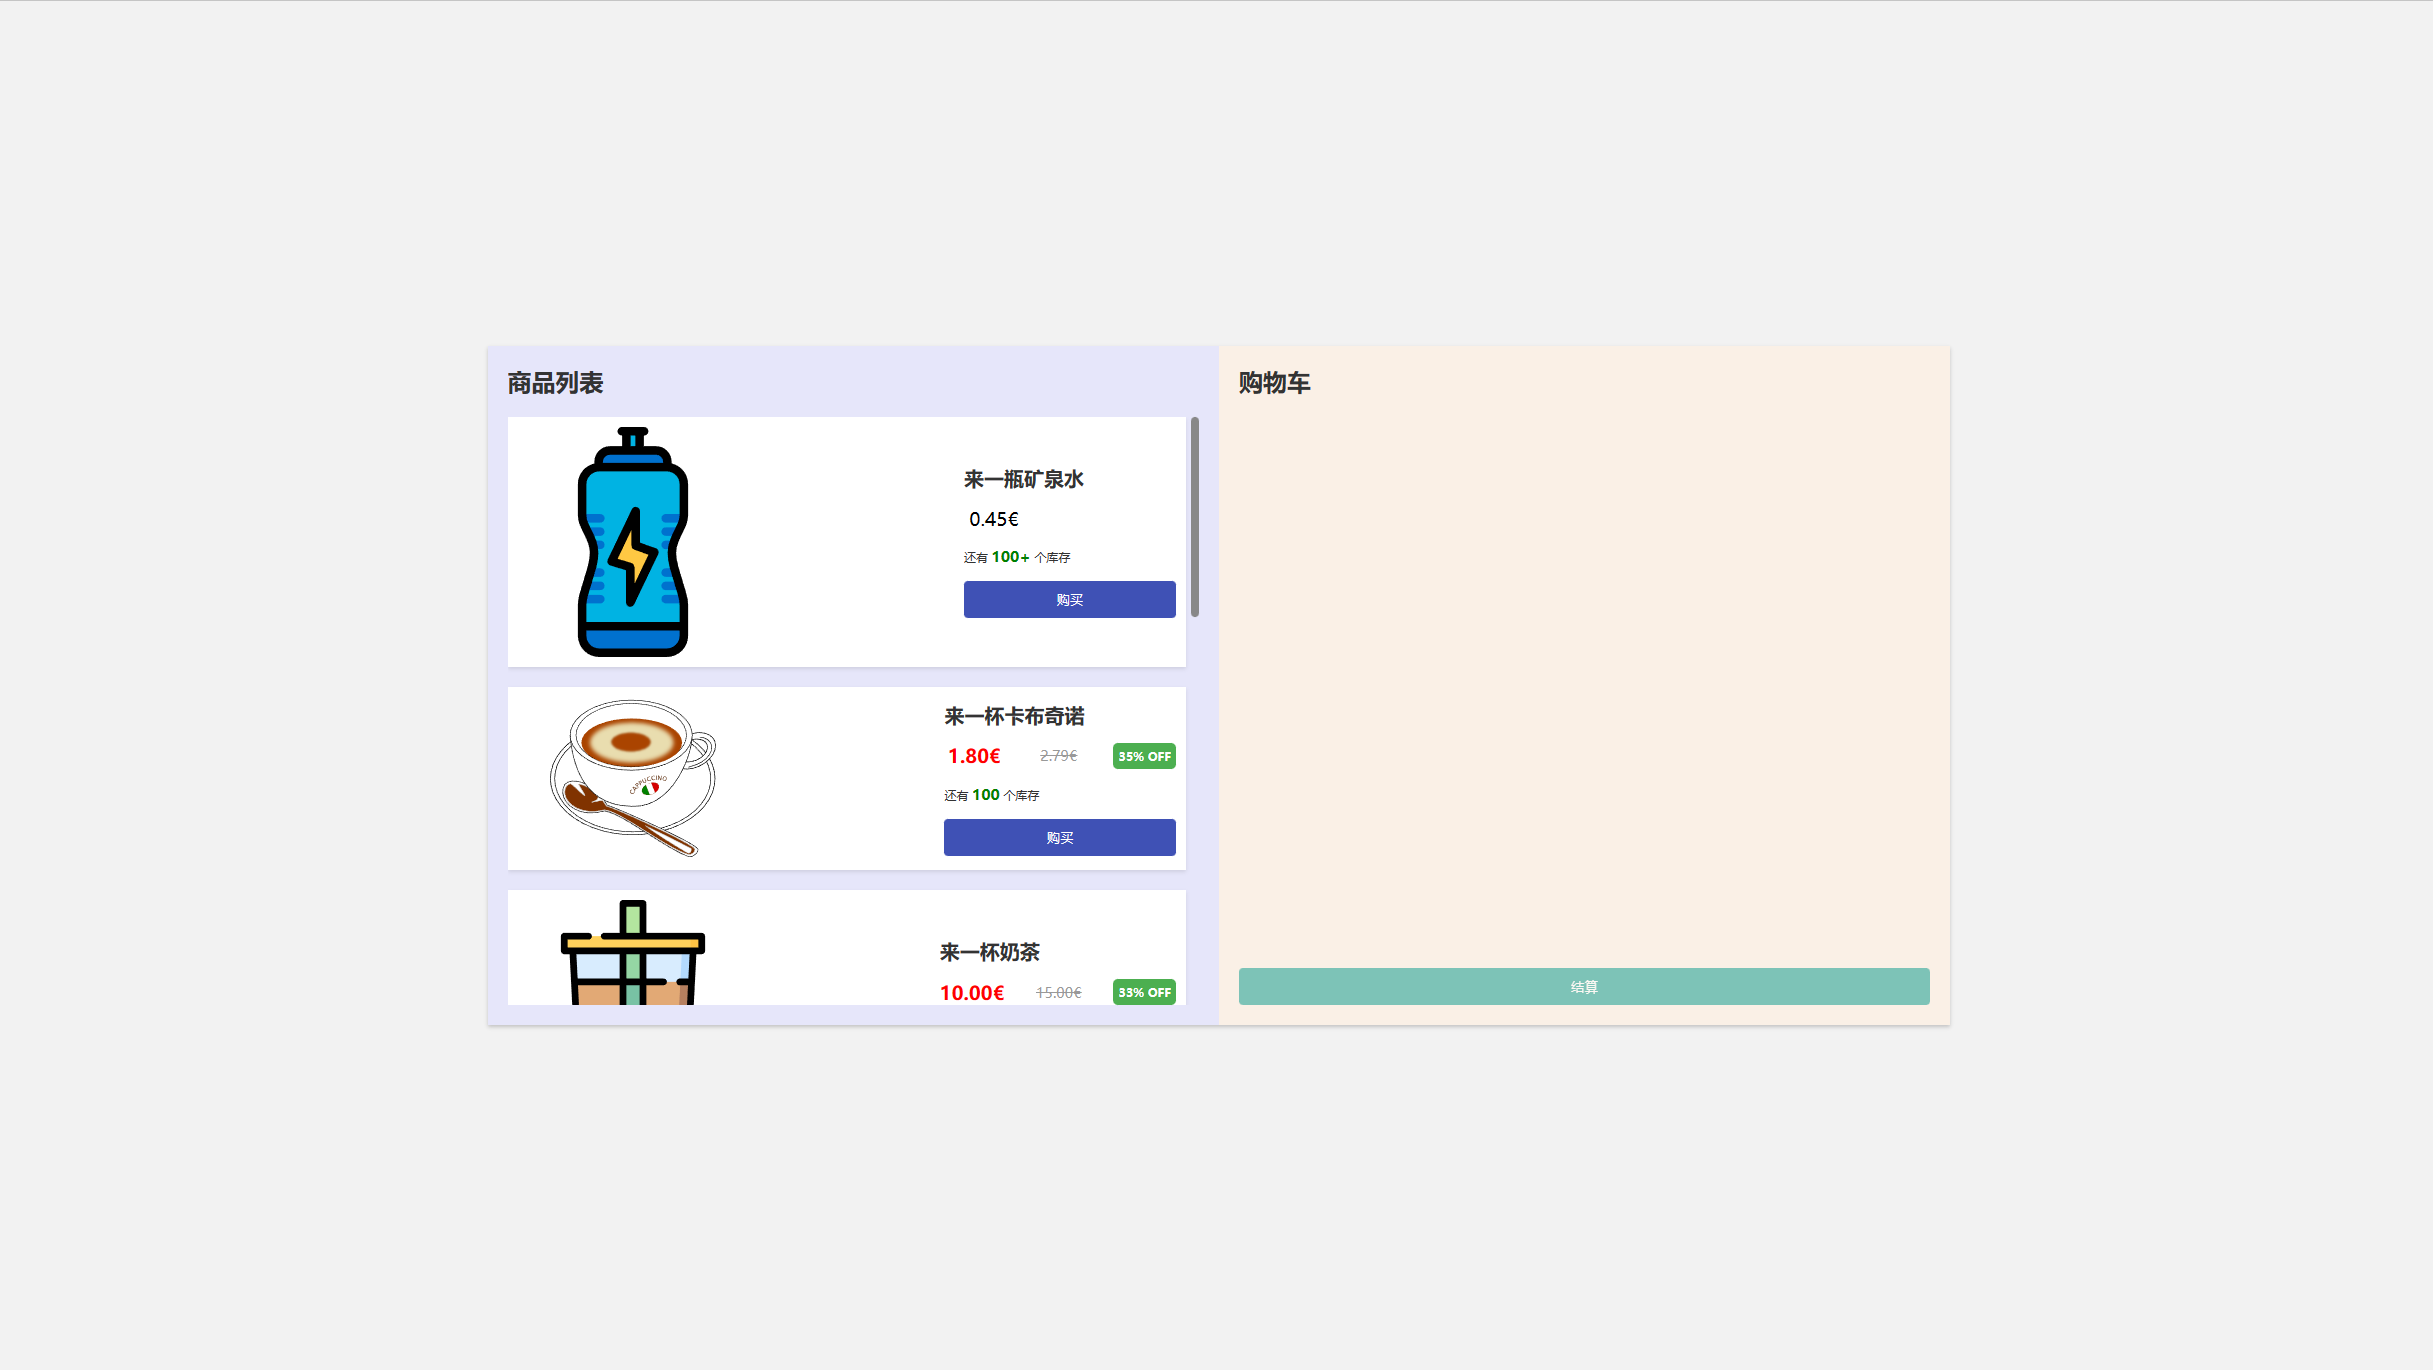 商品列表
来一瓶矿泉水
0.45€
还有 100+ 个库存
购买
CAPPUCCINO
来一杯卡布奇诺
1.80€ 2.79€ 35% OFF
还有 100 个库存
购买
来一杯奶茶
10.00€ 15.00€ 33% OFF
购物车
结算